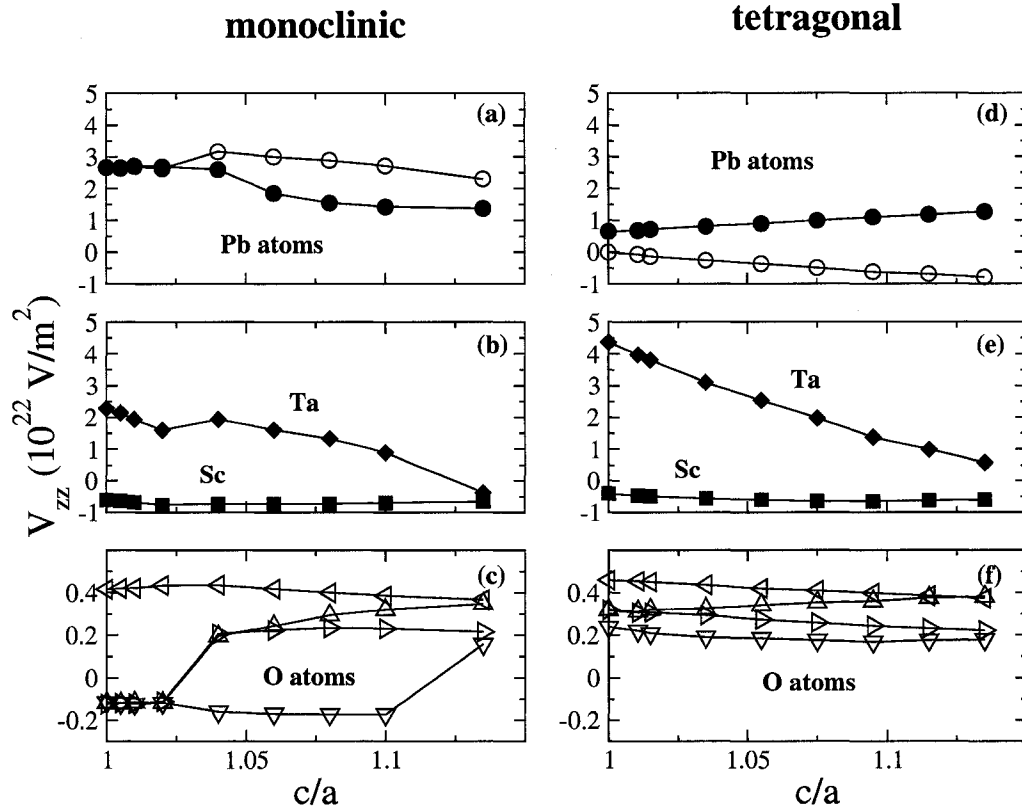 monoclinic
tetragonal
5
4
3
2
1
0
-1
(a)
Pb atoms
5
4
3
2
1
0
-1
(d)
Pb atoms
5
4
3
2
1
0
-1
(b)
Ta
Sc
5
4
3
2
1
0
-1
(e)
Ta
Sc
V_zz (10^22 V/m^2)
0.4
0.2
0
-0.2
(c)
O atoms
0.4
0.2
0
-0.2
(f)
O atoms
1 1.05 1.1
1 1.05 1.1
c/a
c/a